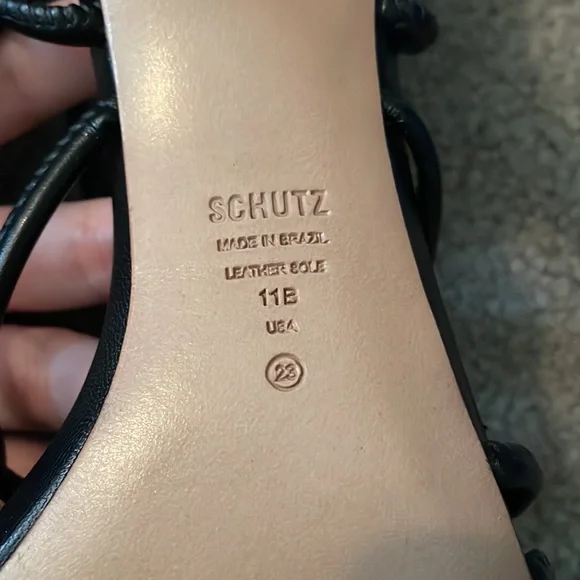 SCHUTZ
MADE IN BRAZIL
LEATHER SOLE
11B
USA
23